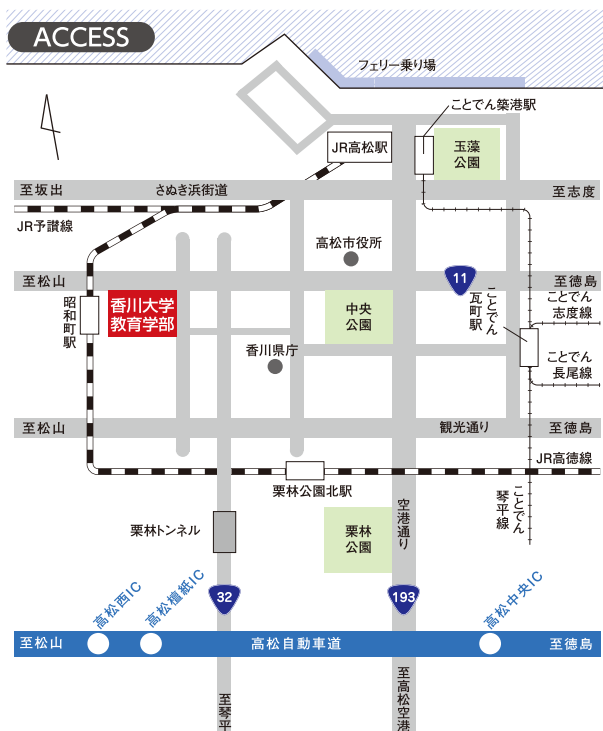 ACCESS
フェリー乗り場
ことでん築港駅
JR高松駅
玉藻
公園
至坂出
さぬき浜街道
至志度
JR予讃線
高松市役所
至松山
11
至徳島
昭和町駅
香川大学
教育学部
中央
公園
ことでん
瓦町駅
ことでん
志度線
香川県庁
ことでん
長尾線
至松山
観光通り
至徳島
JR高徳線
栗林公園北駅
ことでん
琴平線
空港通り
栗林トンネル
栗林
公園
32
193
高松西IC
高松檀紙IC
高松中央IC
至松山
高松自動車道
至徳島
至琴平
至高松空港